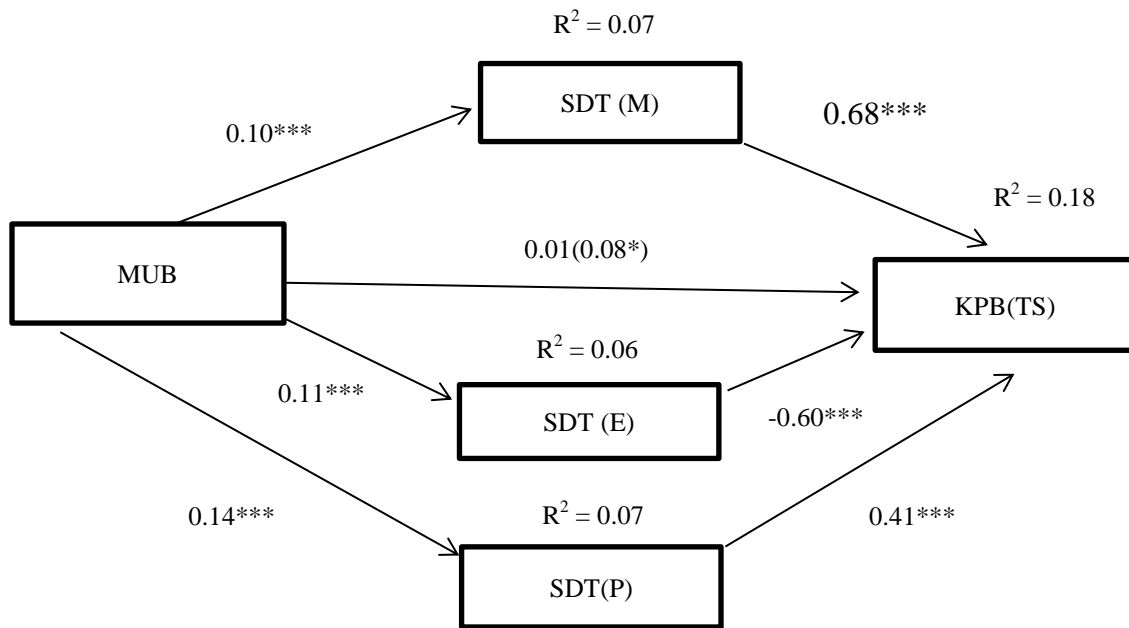 R² = 0.07
SDT (M)
0.68***
0.10***
R² = 0.18
0.01(0.08*)
MUB
KPB(TS)
R² = 0.06
0.11***
SDT (E)
-0.60***
R² = 0.07
0.14***
0.41***
SDT(P)